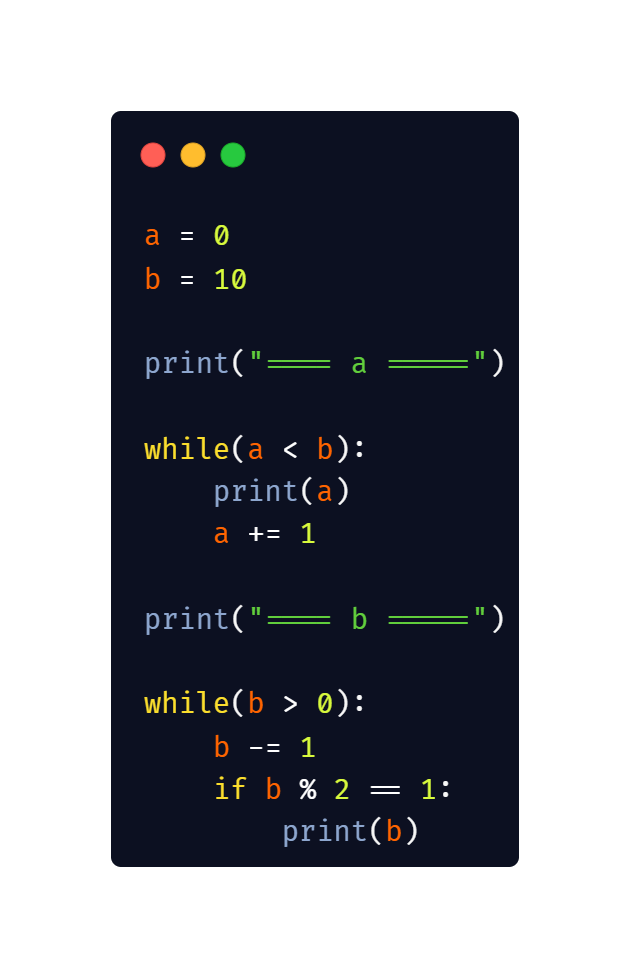 a = 0
b = 10
print("==== a =====")
while(a < b):
    print(a)
    a += 1
print("==== b =====")
while(b > 0):
    b -= 1
    if b % 2 == 1:
        print(b)